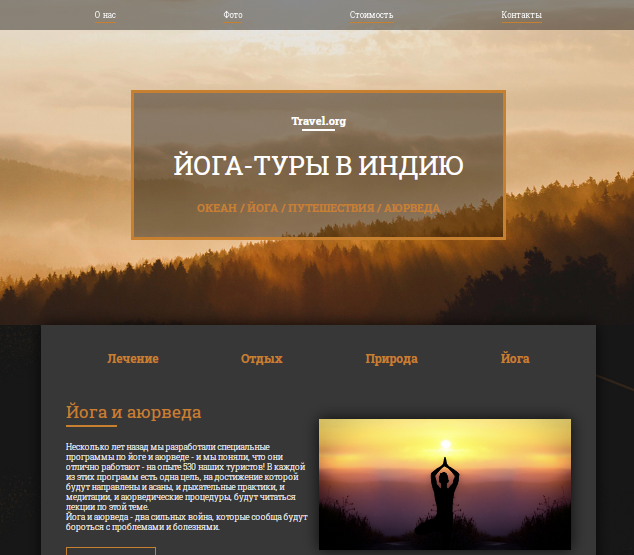 О нас
Фото
Стоимость
Контакты
Travel.org
ЙОГА-ТУРЫ В ИНДИЮ
ОКЕАН / ЙОГА / ПУТЕШЕСТВИЯ / АЮРВЕДА
Лечение
Отдых
Природа
Йога
Йога и аюрведа
Несколько лет назад мы разработали специальные
программы по йоге и аюрведе - и мы поняли, что они
отлично работают - на опыте 530 наших туристов! В каждой
из этих программ есть одна цель, на достижение которой
будут направлены и асаны, и дыхательные практики, и
медитации, и аюрведические процедуры, будут читаться
лекции по этой теме.
Йога и аюрведа - два сильных война, которые сообща будут
бороться с проблемами и болезнями.